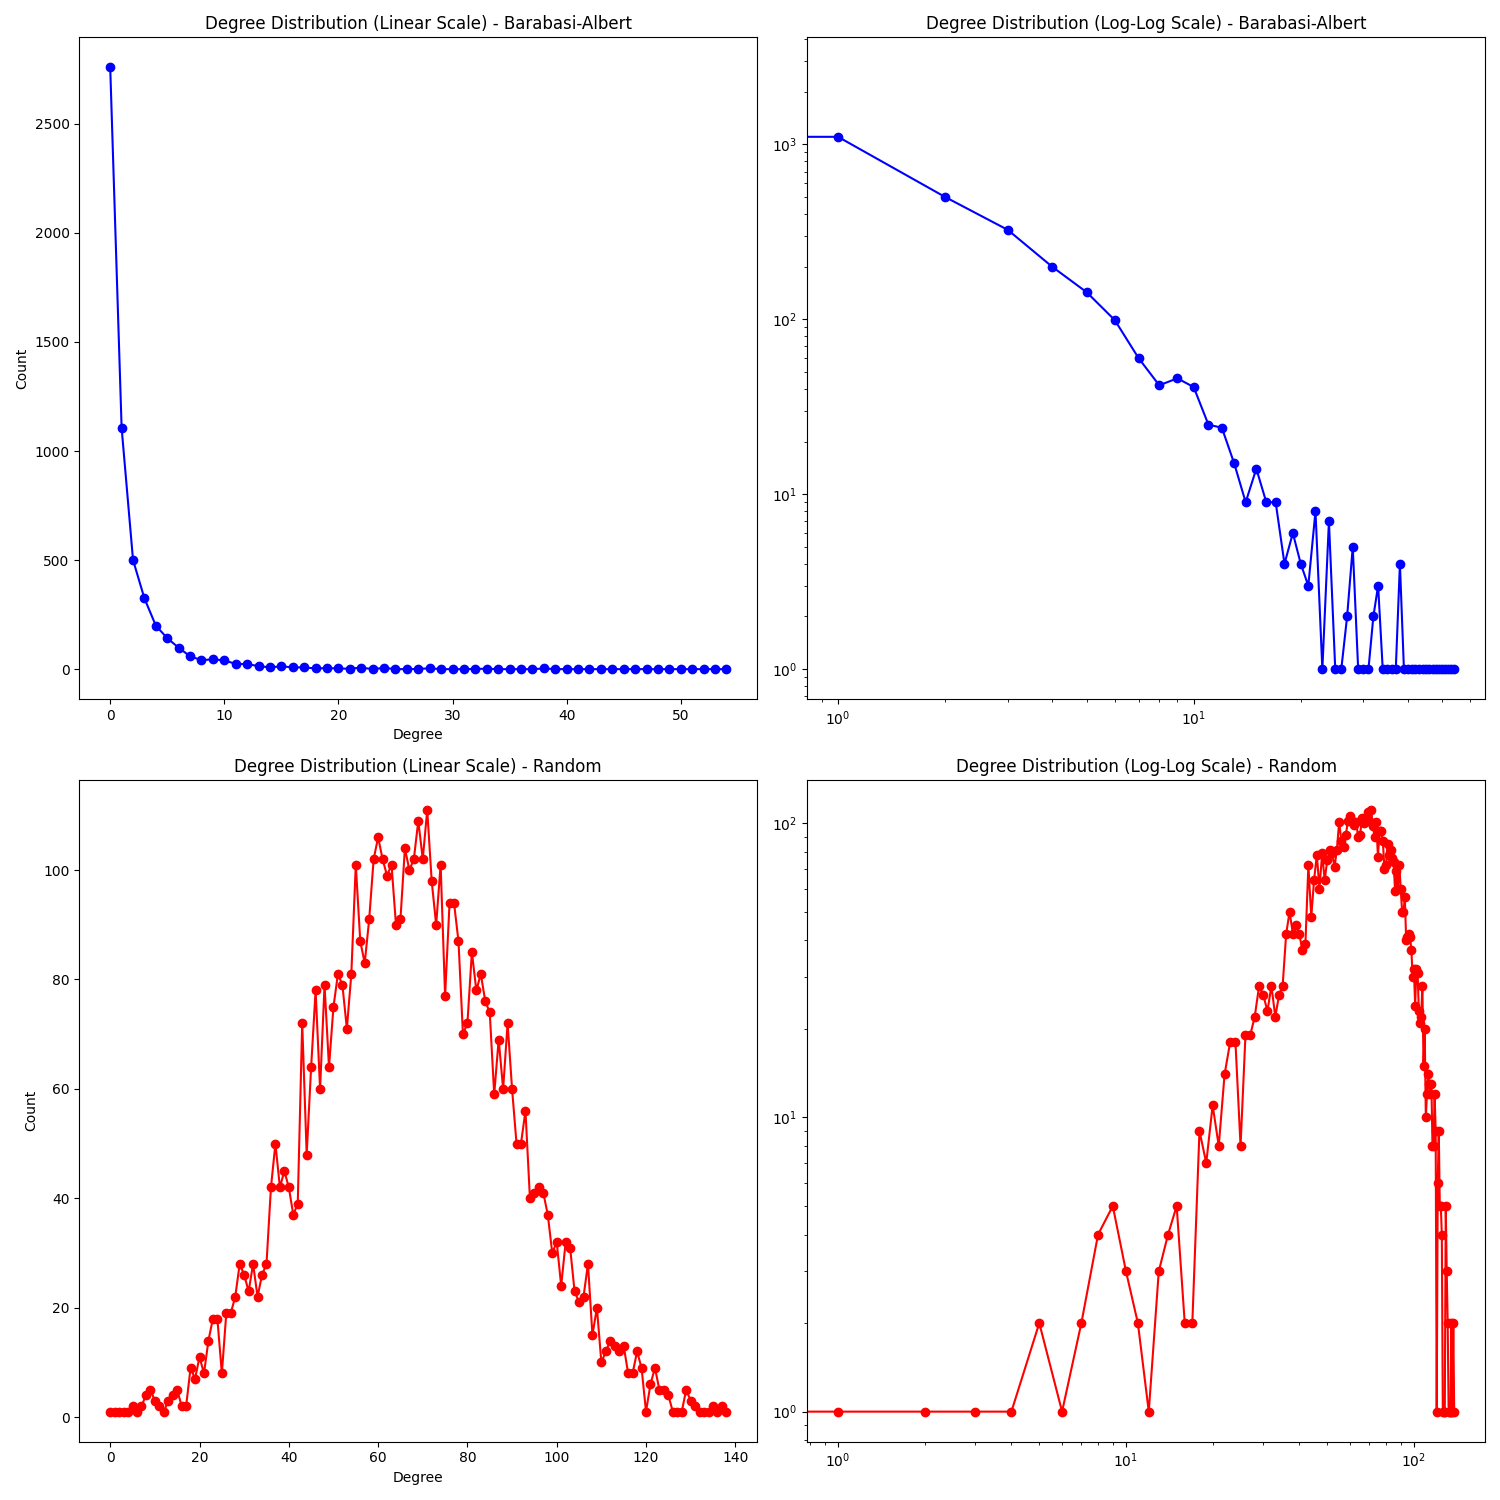 Degree Distribution (Linear Scale) - Barabasi-Albert
Count
2500
2000
1500
1000
500
0
0 10 20 30 40 50
Degree
Degree Distribution (Log-Log Scale) - Barabasi-Albert
10³
10²
10¹
10⁰
10⁰ 10¹
Degree Distribution (Linear Scale) - Random
Count
100
80
60
40
20
0
0 20 40 60 80 100 120 140
Degree
Degree Distribution (Log-Log Scale) - Random
10²
10¹
10⁰
10⁰ 10¹ 10²